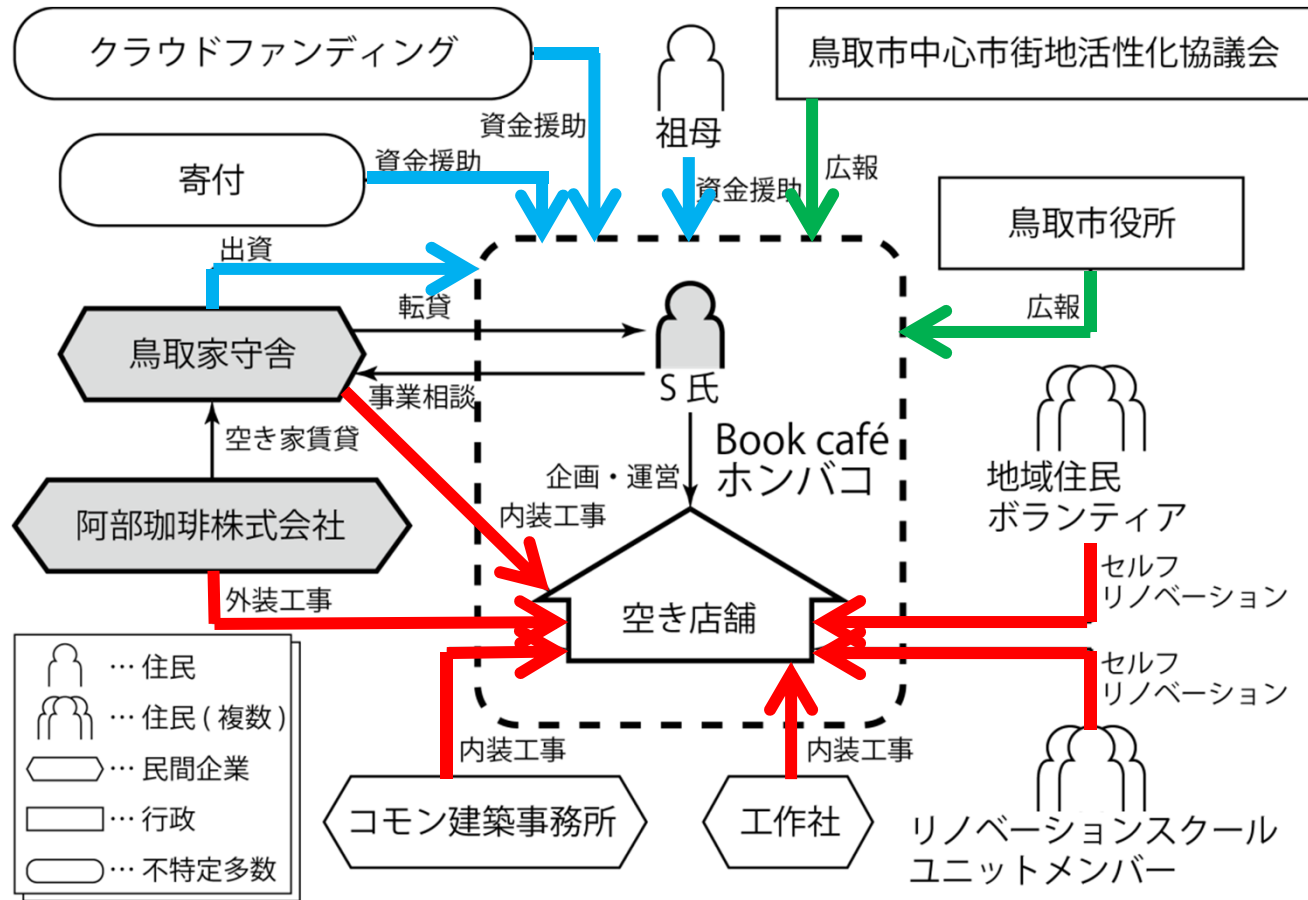 クラウドファンディング
資金援助
祖母
資金援助
鳥取市中心市街地活性化協議会
広報
寄付
資金援助
鳥取市役所
広報
出資
鳥取家守舎
転貸
事業相談
S 氏
空き家賃貸
阿部珈琲株式会社
外装工事
内装工事
企画・運営
Book café
ホンバコ
空き店舗
地域住民
ボランティア
セルフ
リノベーション
セルフ
リノベーション
リノベーションスクール
ユニットメンバー
内装工事
コモン建築事務所
内装工事
工作社
… 住民
… 住民 ( 複数 )
… 民間企業
… 行政
… 不特定多数